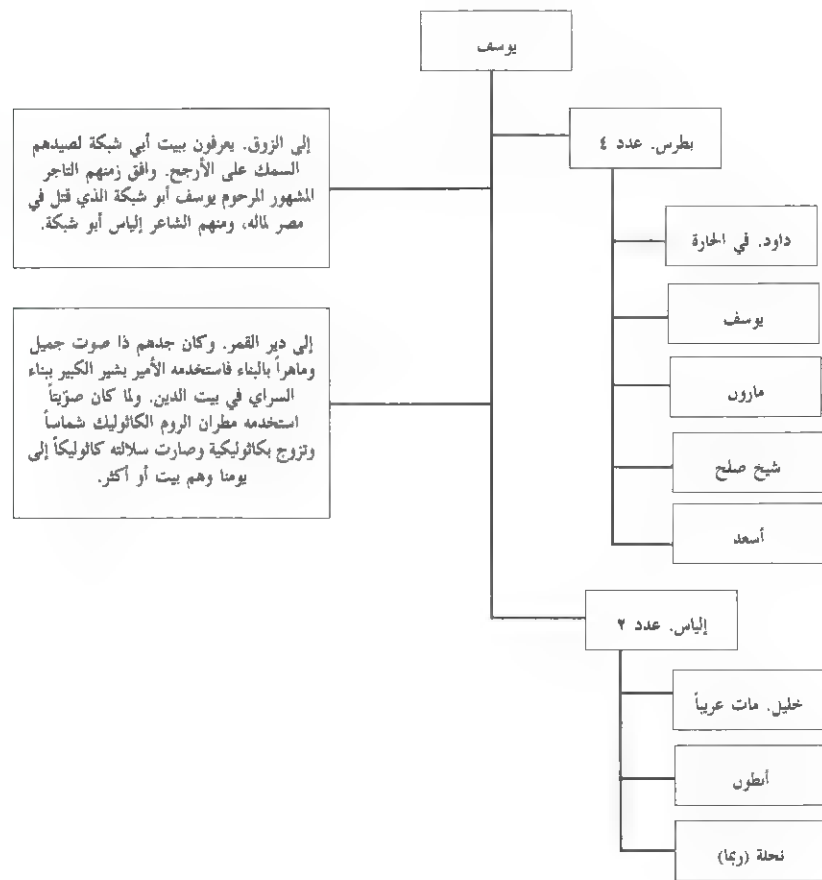 يوسف
بطرس. عدد ٤
داود. في الحارة
يوسف
مارون
شيخ صلح
أسعد
إلياس. عدد ٢
خليل. مات عريباً
أنطون
نحلة (ربما)
إلى الزوق. يعرفون ببيت أبي شبكة لصيدهم
السمك على الأرجح. وافق زمنهم التاجر
المشهور المرحوم يوسف أبو شبكة الذي قتل في
مصر لماله، ومنهم الشاعر إلياس أبو شبكة.
إلى دير القمر. وكان جدهم ذا صوت جميل
وماهراً بالبناء فاستخدمه الأمير بشير الكبير ببناء
السراي في بيت الدين. ولما كان صوّيتاً
استخدمه مطران الروم الكاثوليك شماساً
وتزوج بكاثوليكية وصارت سلالته كاثوليكاً إلى
يومنا وهم بيت أو أكثر.